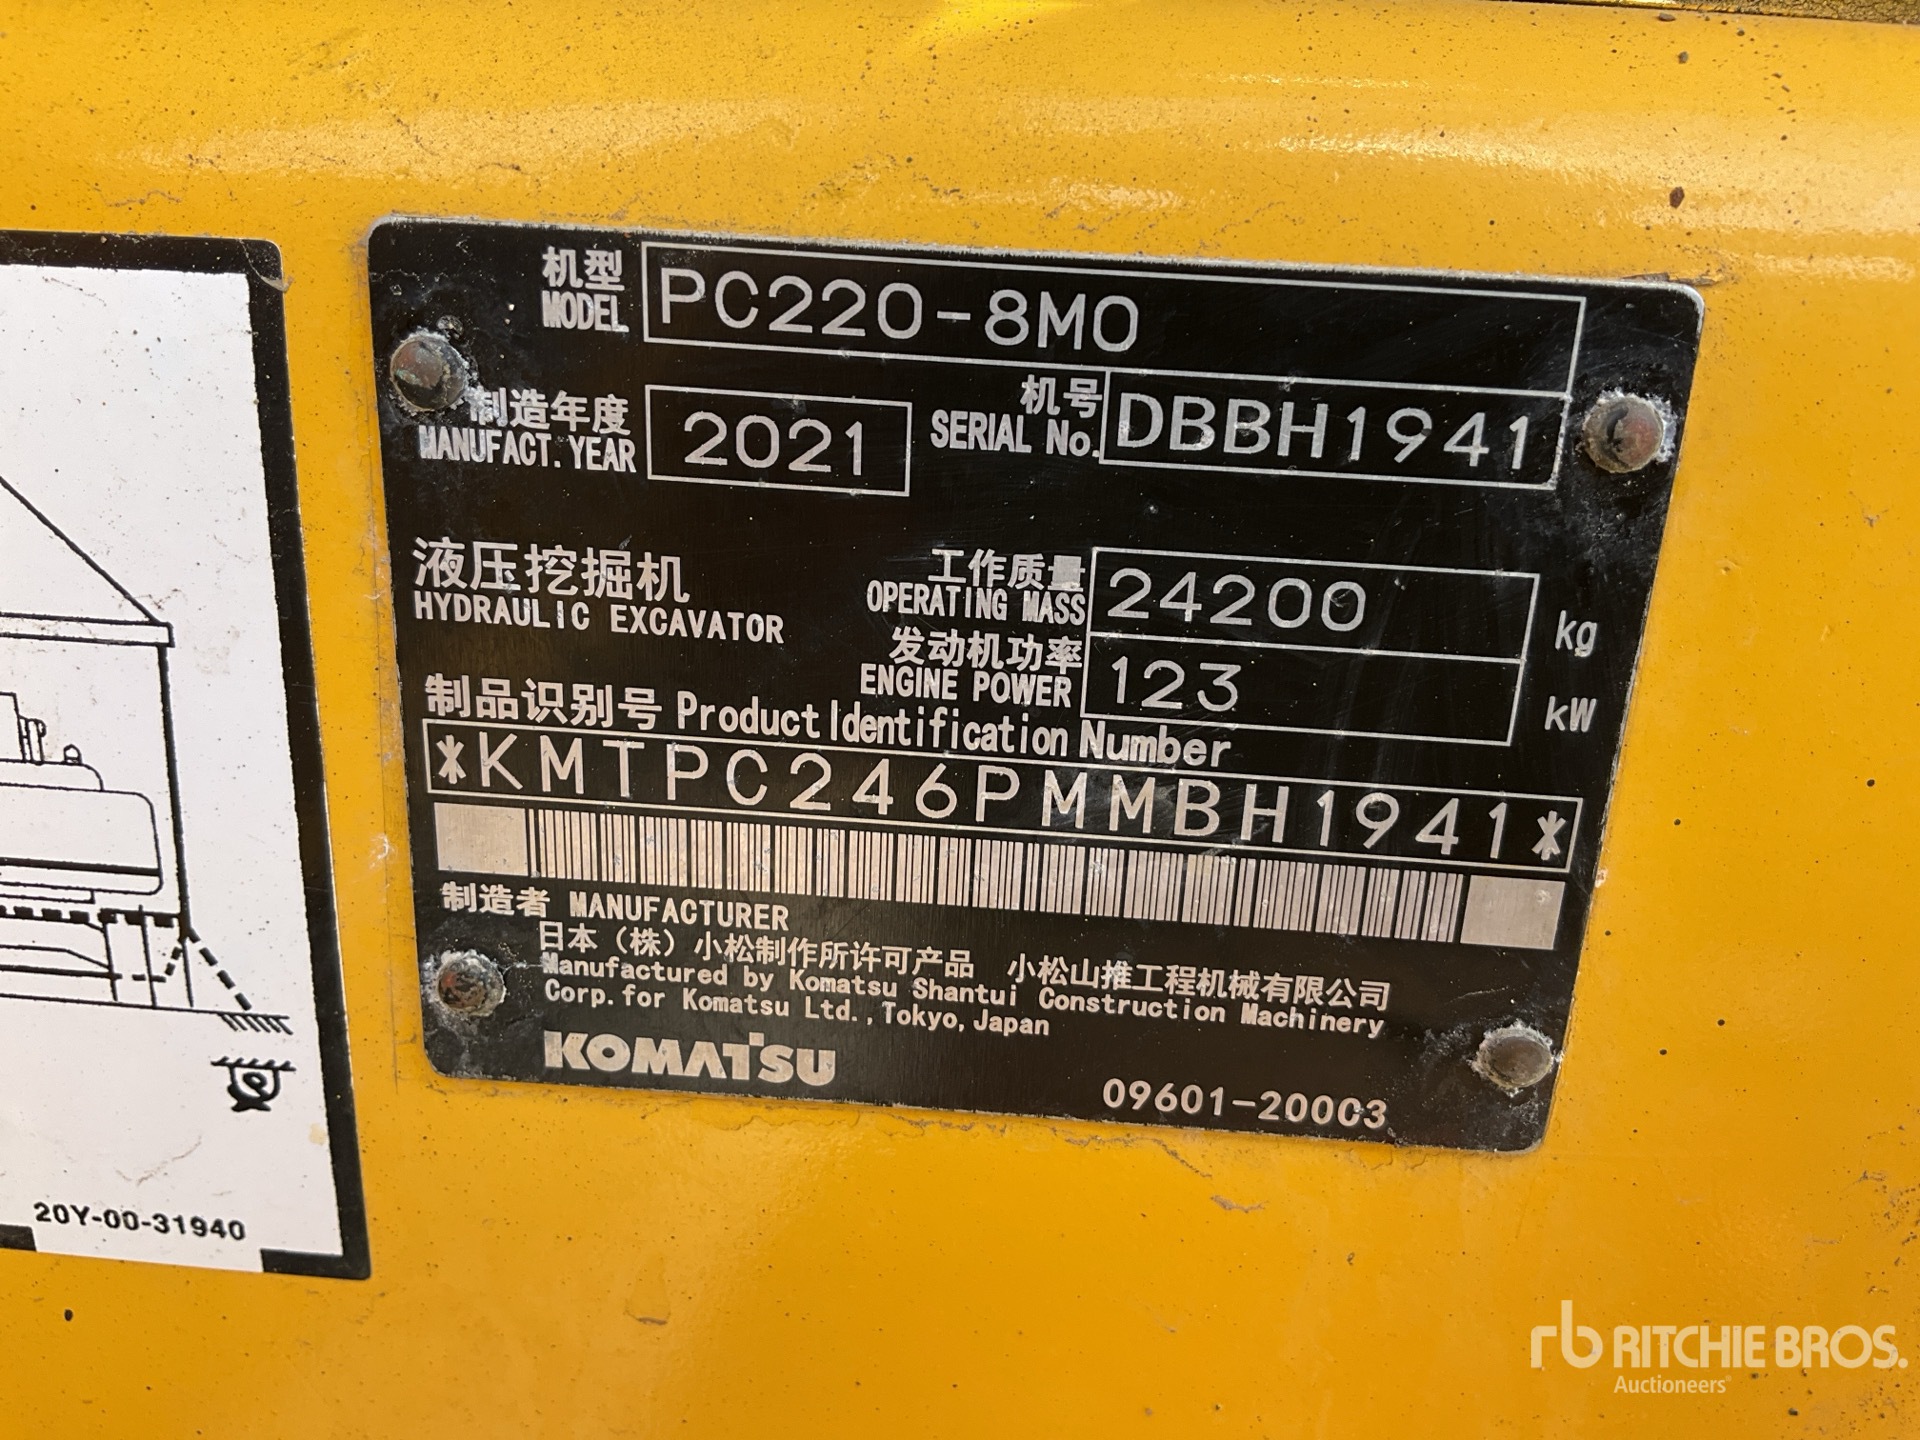 机型 PC220-8M0
MODEL
制造年度 2021 机号 DBBH1941
MANUFACT. YEAR SERIAL No.
液压挖掘机 工作质量 24200 kg
HYDRAULIC EXCAVATOR OPERATING MASS
发动机功率 123 kW
ENGINE POWER
制品识别号 Product Identification Number
*KMTPC246PMMBH1941*
制造者 MANUFACTURER
日本（株）小松制作所许可产品 小松山推工程机械有限公司
Manufactured by Komatsu Shantui Construction Machinery
Corp. for Komatsu Ltd., Tokyo, Japan
KOMATSU
09601-200C3
20Y-00-31940
rb RITCHIE BROS.
Auctioneers